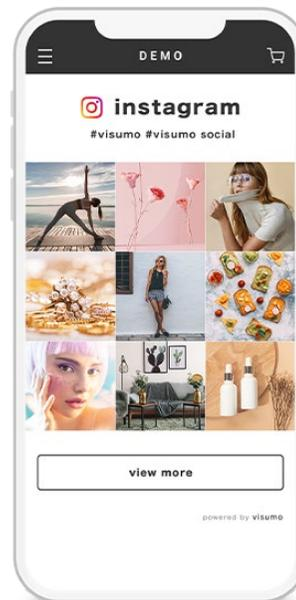 DEMO
instagram
#visumo #visumo social
view more
powered by visumo